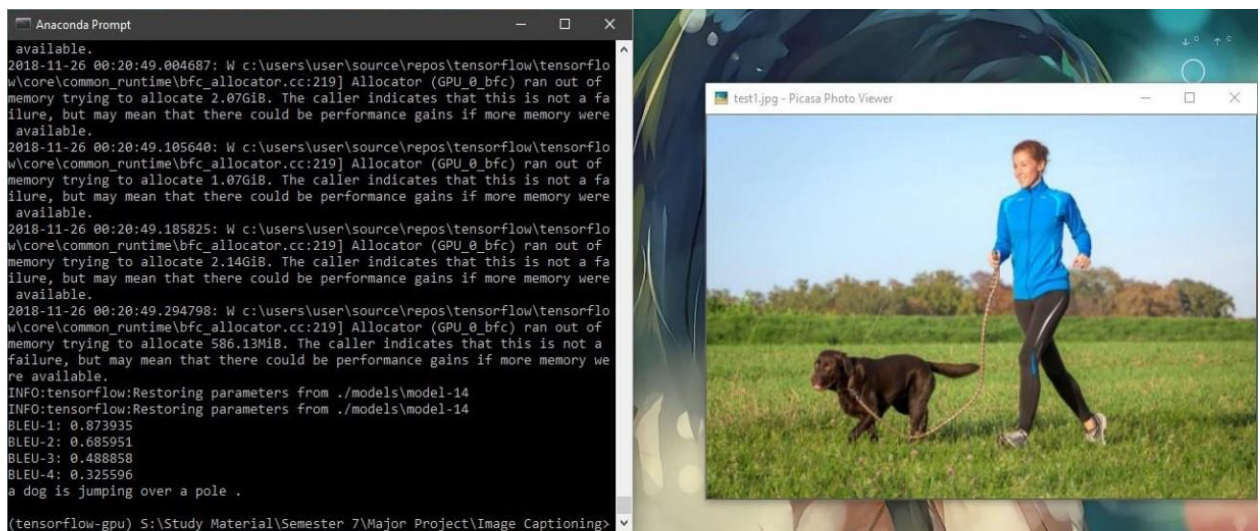 Anaconda Prompt
available.
2018-11-26 00:20:49.004687: W c:\users\user\source\repos\tensorflow\tensorflo
w\core\common_runtime\bfc_allocator.cc:219] Allocator (GPU_0_bfc) ran out of
memory trying to allocate 2.07GiB. The caller indicates that this is not a fa
ilure, but may mean that there could be performance gains if more memory were
available.
2018-11-26 00:20:49.105640: W c:\users\user\source\repos\tensorflow\tensorflo
w\core\common_runtime\bfc_allocator.cc:219] Allocator (GPU_0_bfc) ran out of
memory trying to allocate 1.07GiB. The caller indicates that this is not a fa
ilure, but may mean that there could be performance gains if more memory were
available.
2018-11-26 00:20:49.185825: W c:\users\user\source\repos\tensorflow\tensorflo
w\core\common_runtime\bfc_allocator.cc:219] Allocator (GPU_0_bfc) ran out of
memory trying to allocate 2.14GiB. The caller indicates that this is not a fa
ilure, but may mean that there could be performance gains if more memory were
available.
2018-11-26 00:20:49.294798: W c:\users\user\source\repos\tensorflow\tensorflo
w\core\common_runtime\bfc_allocator.cc:219] Allocator (GPU_0_bfc) ran out of
memory trying to allocate 586.13MiB. The caller indicates that this is not a
failure, but may mean that there could be performance gains if more memory we
re available.
INFO:tensorflow:Restoring parameters from ./models\model-14
INFO:tensorflow:Restoring parameters from ./models\model-14
BLEU-1: 0.873935
BLEU-2: 0.685951
BLEU-3: 0.488858
BLEU-4: 0.325596
a dog is jumping over a pole .
(tensorflow-gpu) S:\Study Material\Semester 7\Major Project\Image Captioning>
↓ C ↑ C
test1.jpg - Picasa Photo Viewer